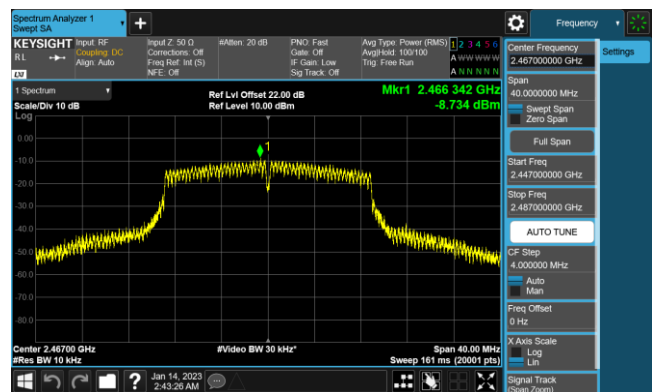 Spectrum Analyzer 1
Swept SA
+
Frequency
KEYSIGHT Input: RF Input Z: 50 Ω #Atten: 20 dB PNO: Fast Avg Type: Power (RMS) 1 2 3 4 5 6
RL Coupling: DC Corrections: Off Gate: Off Avg|Hold: 100/100 A W W W W W
Align: Auto Freq Ref: Int (S) IF Gain: Low Trig: Free Run
LXI NFE: Off Sig Track: Off A N N N N N
1 Spectrum Ref Lvl Offset 22.00 dB Mkr1 2.466 342 GHz
Scale/Div 10 dB Ref Level 10.00 dBm -8.734 dBm
Log
0.00
-10.0
-20.0
-30.0
-40.0
-50.0
-60.0
-70.0
-80.0
1
Center 2.46700 GHz #Video BW 30 kHz* Span 40.00 MHz
#Res BW 10 kHz Sweep 161 ms (20001 pts)
? Jan 14, 2023
2:43:26 AM
Center Frequency
2.467000000 GHz
Settings
Span
40.0000000 MHz
Swept Span
Zero Span
Full Span
Start Freq
2.447000000 GHz
Stop Freq
2.487000000 GHz
AUTO TUNE
CF Step
4.000000 MHz
Auto
Man
Freq Offset
0 Hz
X Axis Scale
Log
Lin
Signal Track
(Span Zoom)